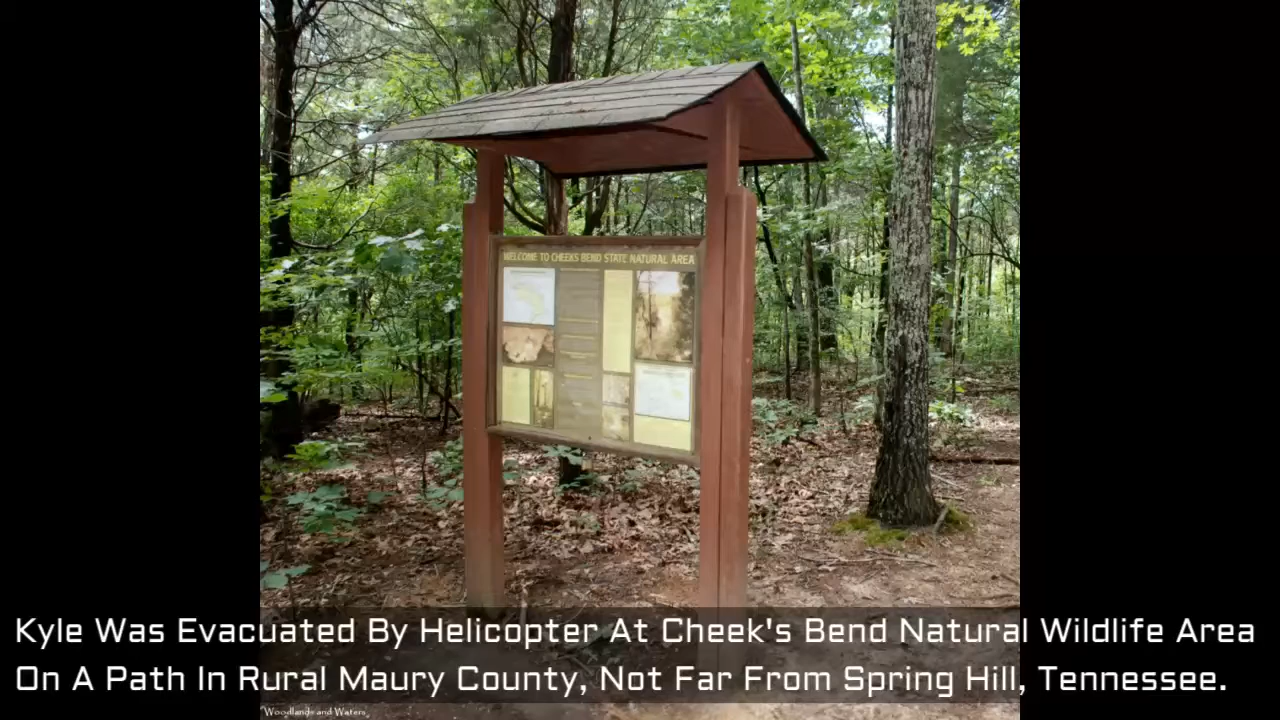 WELCOME TO CHEEKS BEND STATE NATURAL AREA
Kyle Was Evacuated By Helicopter At Cheek's Bend Natural Wildlife Area
On A Path In Rural Maury County, Not Far From Spring Hill, Tennessee.
Woodlands and Waters